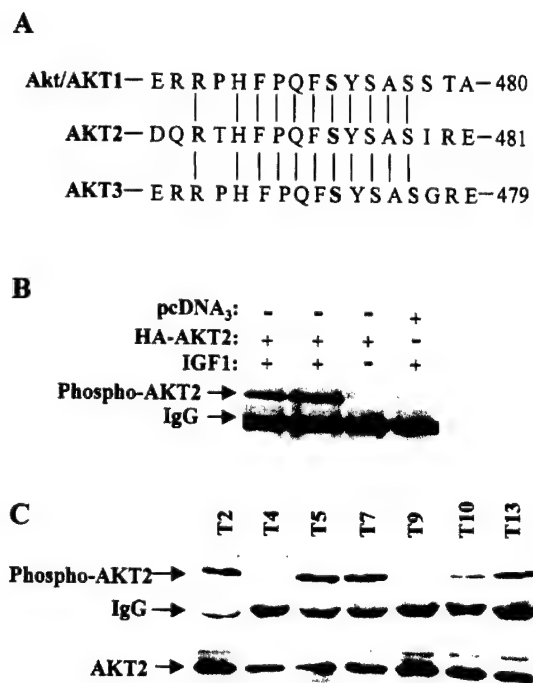 A
Akt/AKT1— E R R P H F P Q F S Y S A S S T A—480
AKT2— D Q R T H F P Q F S Y S A S I R E—481
AKT3— E R R P H F P Q F S Y S A S G R E—479
B
pcDNA3: - - - +
HA-AKT2: + + + -
IGF1: + + - +
Phospho-AKT2
IgG
C
T2 T4 T5 T7 T9 T10 T13
Phospho-AKT2
IgG
AKT2